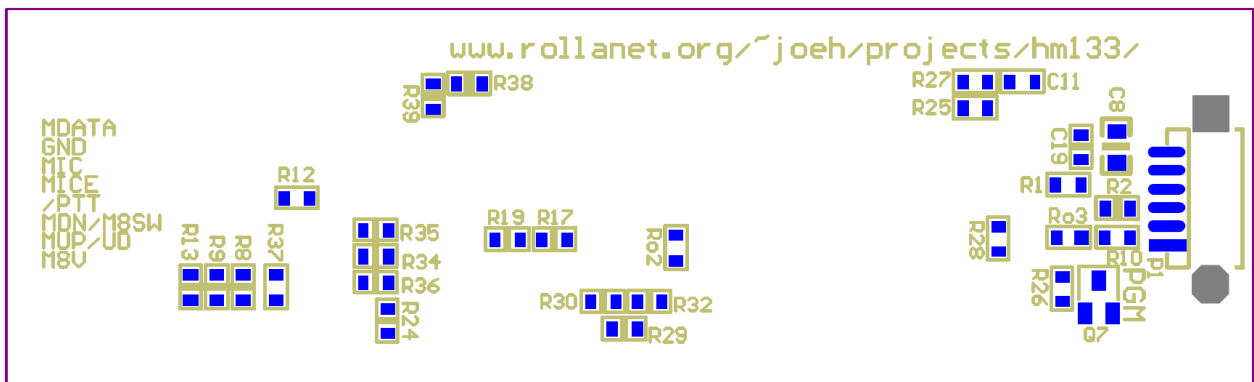 www.rollanet.org/~joeh/projects/hm133/
R39
R38
R27
C11
R25
C8
C19
MDATA
GND
MIC
MICE
/PTT
MDN/M8SW
MUP/UD
M8V
R12
R1
R2
R13
R9
R8
R37
R35
R34
R36
R24
R19
R17
Ro2
R30
R32
R29
R28
Ro3
R10
P1
R26
PGM
Q7